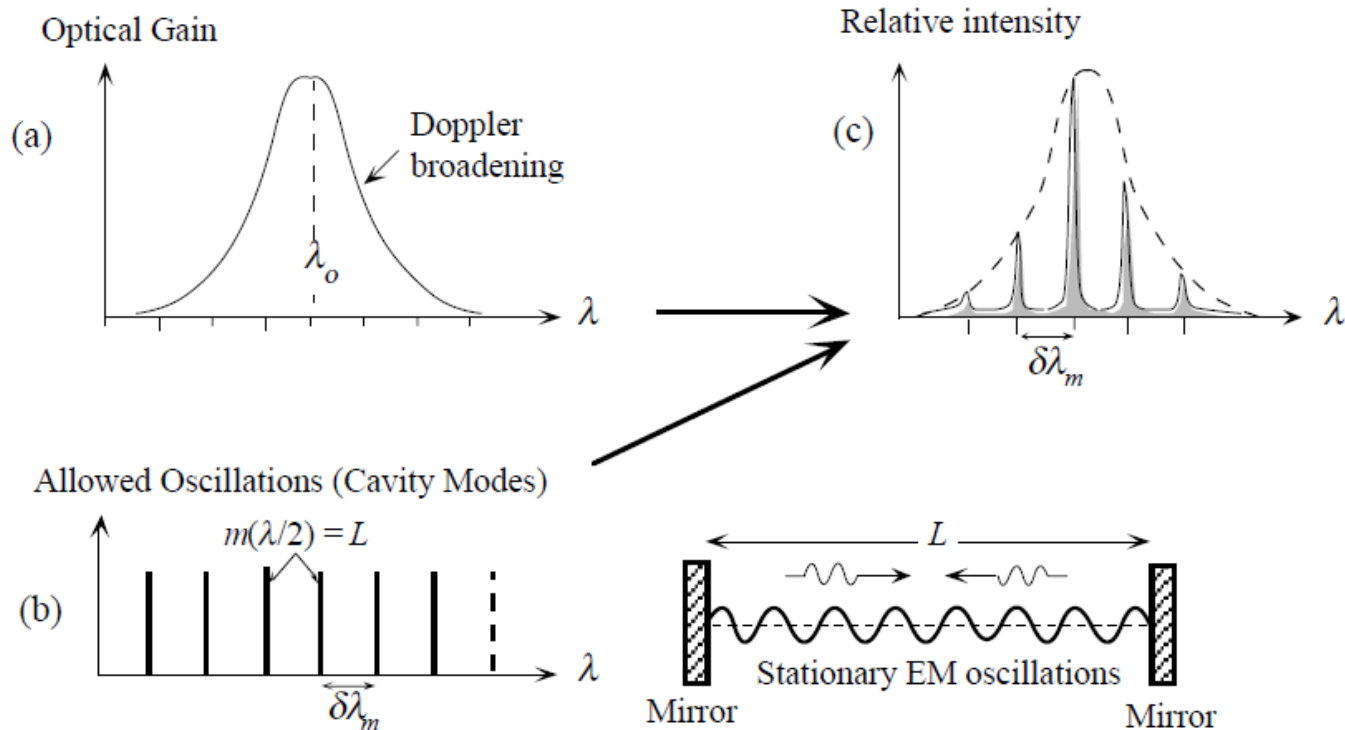 Optical Gain
(a)
Doppler
broadening
λo
λ
Relative intensity
(c)
δλm
λ
Allowed Oscillations (Cavity Modes)
m(λ/2) = L
(b)
δλm
λ
L
Stationary EM oscillations
Mirror
Mirror